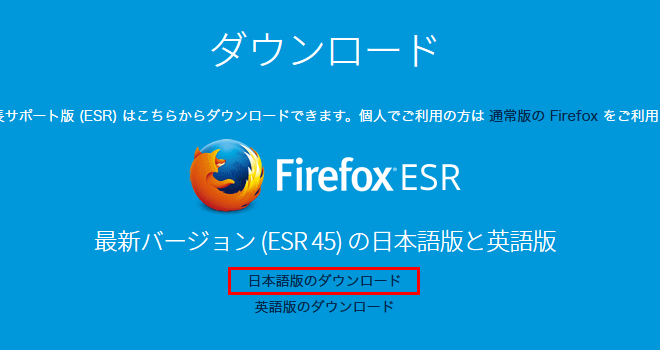 ダウンロード
サポート版 (ESR) はこちらからダウンロードできます。個人でご利用の方は 通常版の Firefox をご利用
Firefox ESR
最新バージョン (ESR 45) の日本語版と英語版
日本語版のダウンロード
英語版のダウンロード